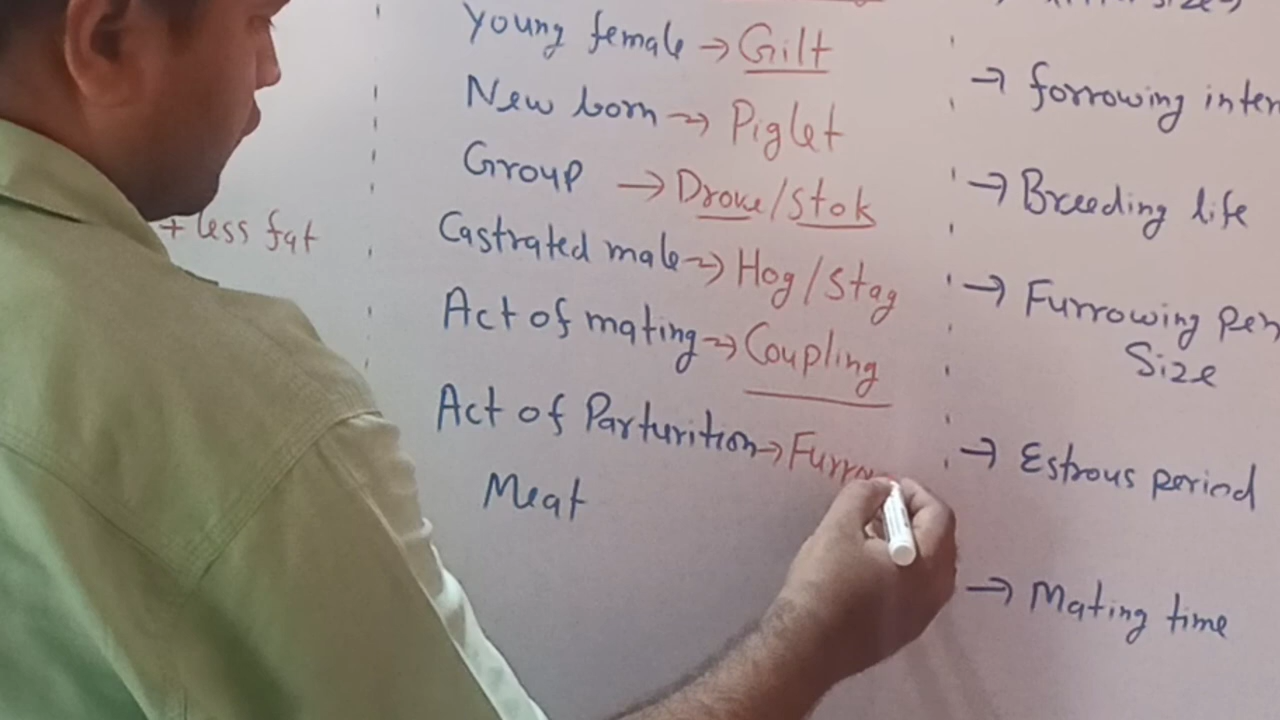 Young female → Gilt
New born → Piglet
Group → Drove/Stok
Castrated male → Hog/Stag
Act of mating → Coupling
Act of Parturition → Furro
Meat
+ less fat
→ forrowing inter
→ Breeding life
→ Furrowing pen
Size
→ Estrous period
→ Mating time